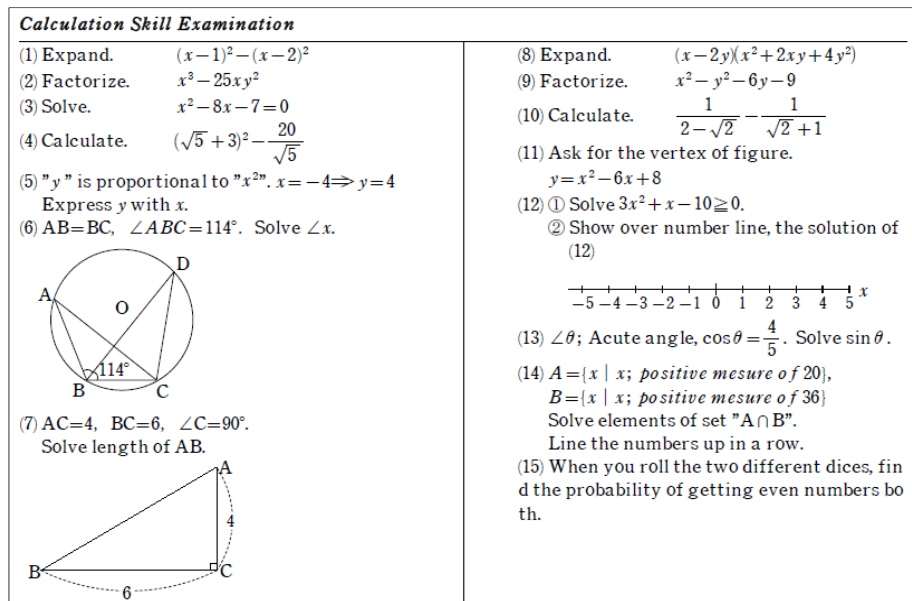 Calculation Skill Examination
(1) Expand. (x−1)²−(x−2)²
(2) Factorize. x³−25xy²
(3) Solve. x²−8x−7=0
(4) Calculate. (√5+3)²−20/√5
(5) "y" is proportional to "x²". x=−4⇒y=4
Express y with x.
(6) AB=BC, ∠ABC=114°. Solve ∠x.
D
A
O
114°
B
C
(7) AC=4, BC=6, ∠C=90°.
Solve length of AB.
A
4
B
C
6
(8) Expand. (x−2y)(x²+2xy+4y²)
(9) Factorize. x²−y²−6y−9
(10) Calculate. 1/(2−√2)−1/(√2+1)
(11) Ask for the vertex of figure.
y=x²−6x+8
(12) ① Solve 3x²+x−10≧0.
② Show over number line, the solution of
(12)
−5 −4 −3 −2 −1 0 1 2 3 4 5 x
(13) ∠θ; Acute angle, cosθ=4/5. Solve sinθ.
(14) A={x | x; positive mesure of 20},
B={x | x; positive mesure of 36}
Solve elements of set "A∩B".
Line the numbers up in a row.
(15) When you roll the two different dices, fin
d the probability of getting even numbers bo
th.